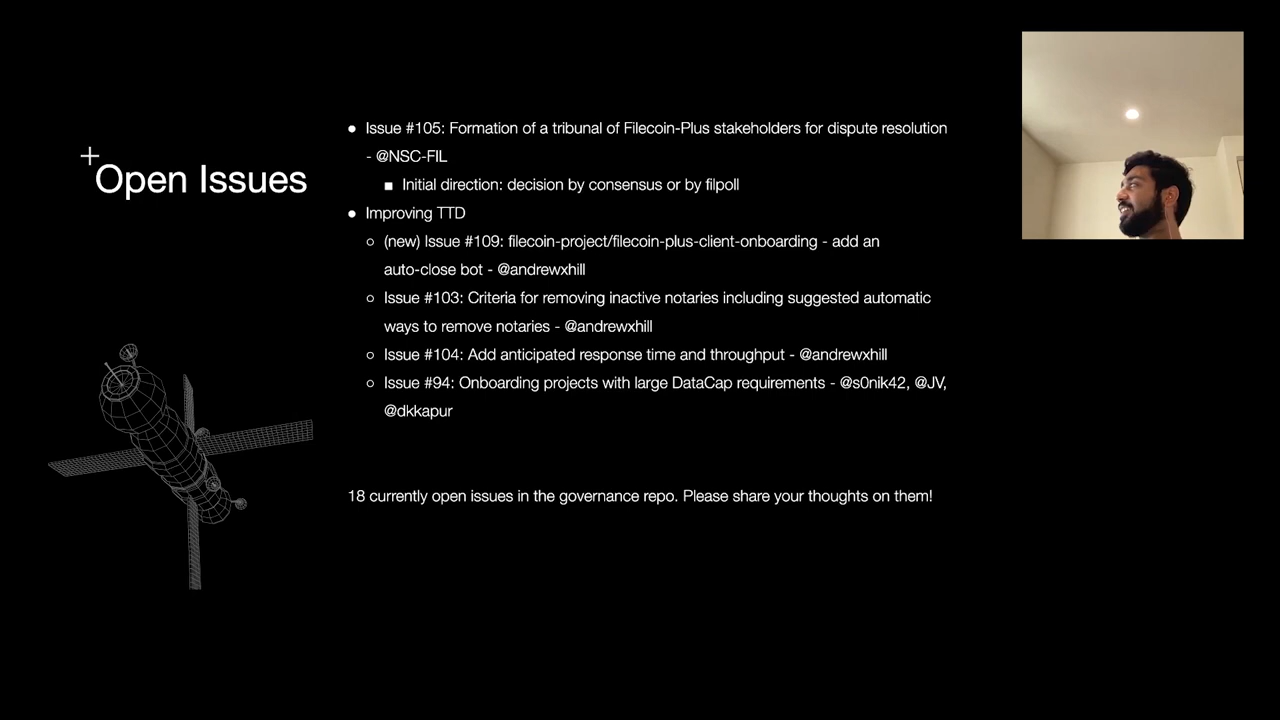 Open Issues
● Issue #105: Formation of a tribunal of Filecoin-Plus stakeholders for dispute resolution
- @NSC-FIL
■ Initial direction: decision by consensus or by filpoll
● Improving TTD
○ (new) Issue #109: filecoin-project/filecoin-plus-client-onboarding - add an
auto-close bot - @andrewxhill
○ Issue #103: Criteria for removing inactive notaries including suggested automatic
ways to remove notaries - @andrewxhill
○ Issue #104: Add anticipated response time and throughput - @andrewxhill
○ Issue #94: Onboarding projects with large DataCap requirements - @s0nik42, @JV,
@dkkapur
18 currently open issues in the governance repo. Please share your thoughts on them!